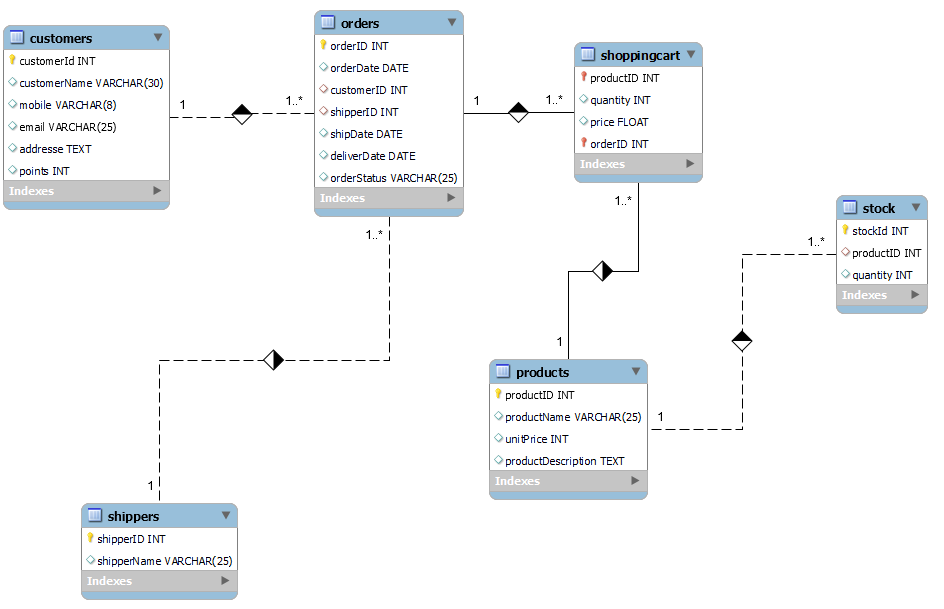 customers
customerId INT
customerName VARCHAR(30)
mobile VARCHAR(8)
email VARCHAR(25)
addresse TEXT
points INT
Indexes
1
1..*
orders
orderID INT
orderDate DATE
customerID INT
shipperID INT
shipDate DATE
deliverDate DATE
orderStatus VARCHAR(25)
Indexes
1
1..*
shoppingcart
productID INT
quantity INT
price FLOAT
orderID INT
Indexes
1..*
1
1..*
1
stock
stockId INT
productID INT
quantity INT
Indexes
1..*
1
products
productID INT
productName VARCHAR(25)
unitPrice INT
productDescription TEXT
Indexes
shippers
shipperID INT
shipperName VARCHAR(25)
Indexes